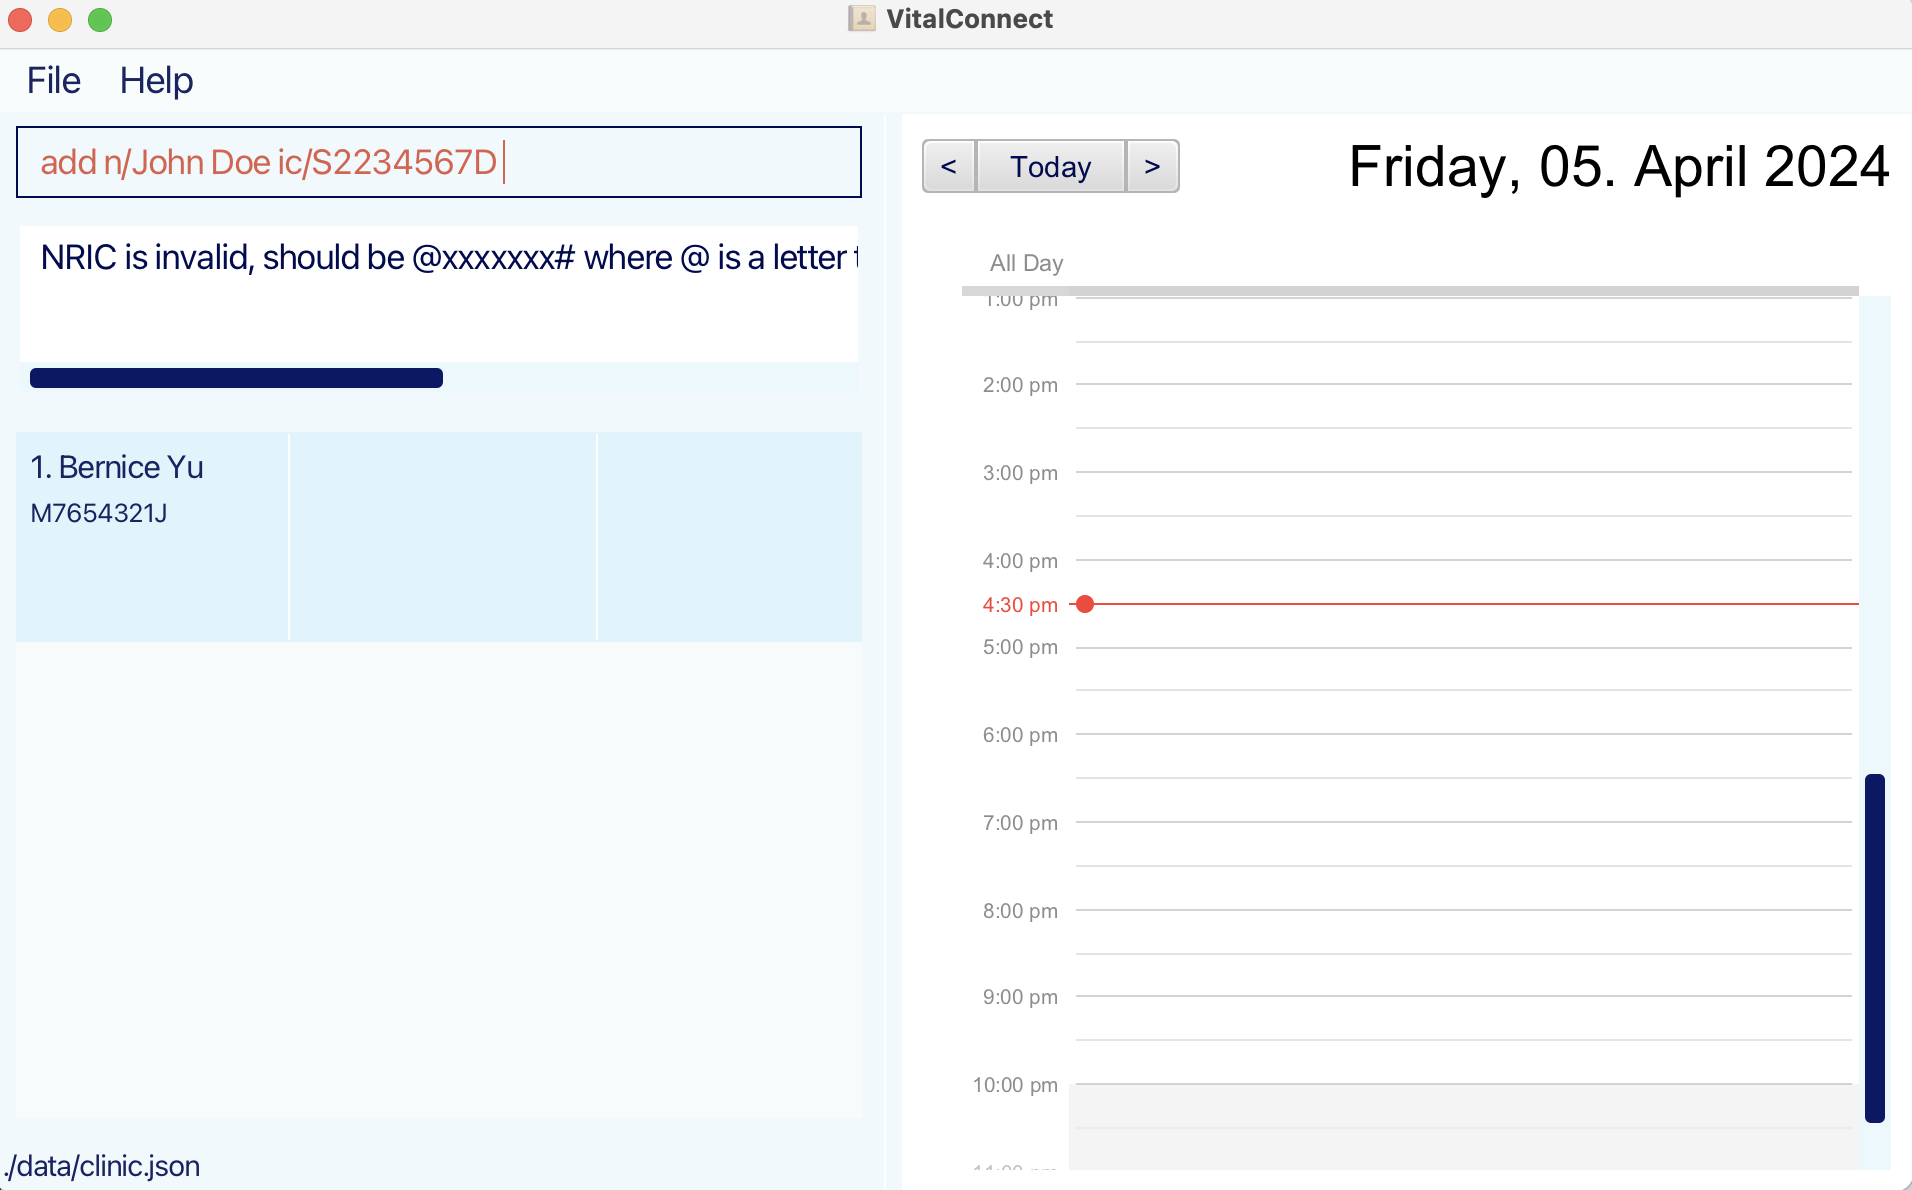 VitalConnect
File Help
add n/John Doe ic/S2234567D
NRIC is invalid, should be @xxxxxxx# where @ is a letter
1. Bernice Yu
M7654321J
./data/clinic.json
< Today >
Friday, 05. April 2024
All Day
1:00 pm
2:00 pm
3:00 pm
4:00 pm
4:30 pm
5:00 pm
6:00 pm
7:00 pm
8:00 pm
9:00 pm
10:00 pm